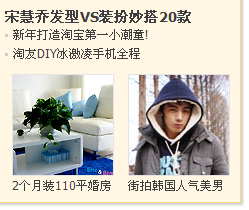 宋慧乔发型VS装扮妙搭20款
新年打造淘宝第一小潮童!
淘友DIY冰激凌手机全程
2个月装110平婚房
街拍韩国人气美男